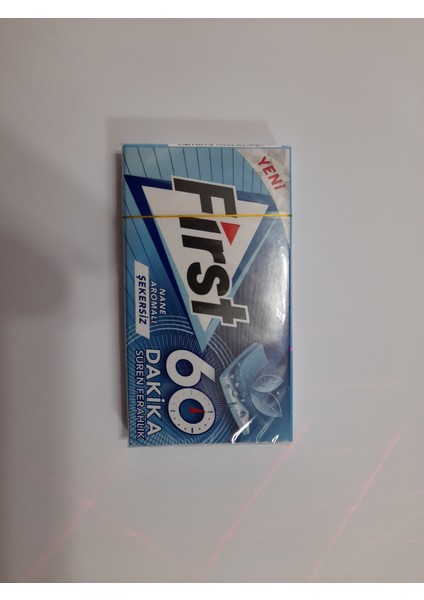 YENİ
First
NANE
AROMALI
ŞEKERSİZ
60
DAKİKA
SÜREN FERAHLIK